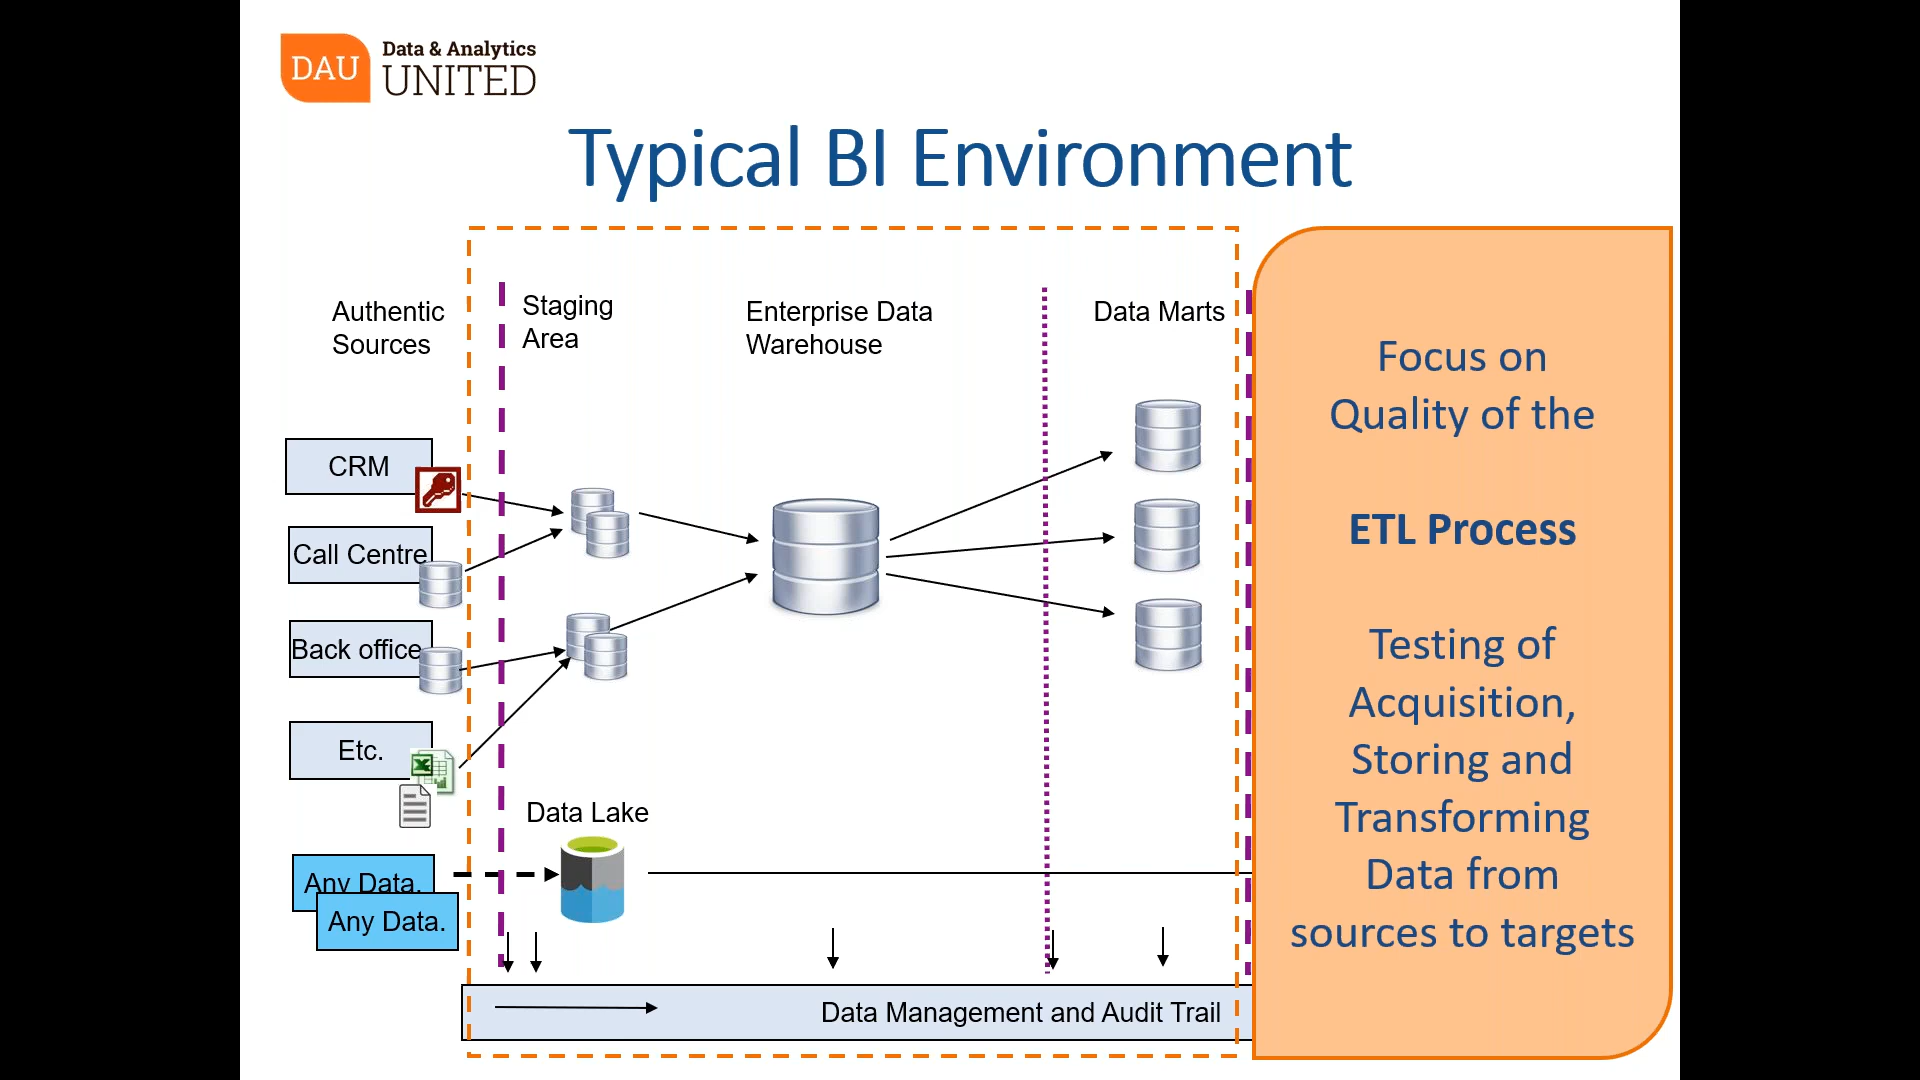 DAU
Data & Analytics
UNITED
Typical BI Environment
Authentic
Sources
Staging
Area
Enterprise Data
Warehouse
Data Marts
CRM
Call Centre
Back office
Etc.
Data Lake
Any Data.
Any Data.
Data Management and Audit Trail
Focus on
Quality of the
ETL Process
Testing of
Acquisition,
Storing and
Transforming
Data from
sources to targets